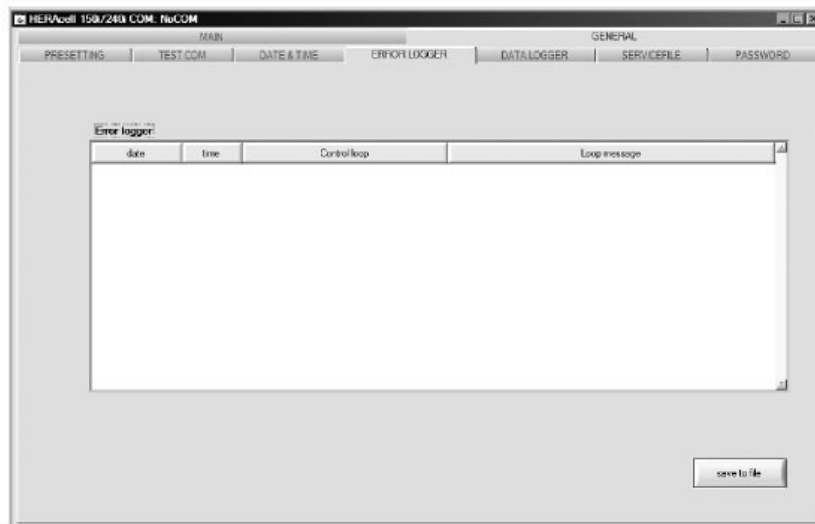 HERAcell 150i/240i COM: NoCOM
MAIN GENERAL
PRESETTING TEST COM DATE & TIME ERROR LOGGER DATA LOGGER SERVICEFILE PASSWORD
Error logger
date time Control loop Loop message
save to file